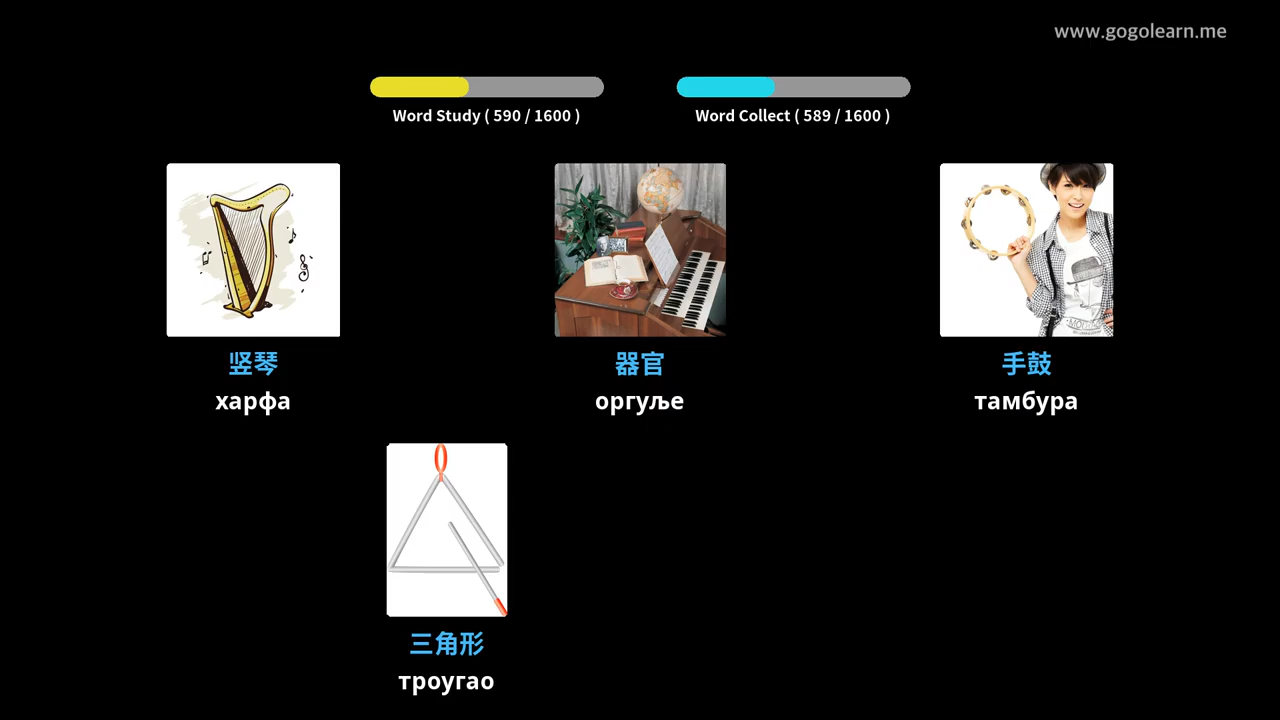 www.gogolearn.me
Word Study ( 590 / 1600 )
Word Collect ( 589 / 1600 )
竖琴
харфа
器官
оргуље
手鼓
тамбура
三角形
троугао